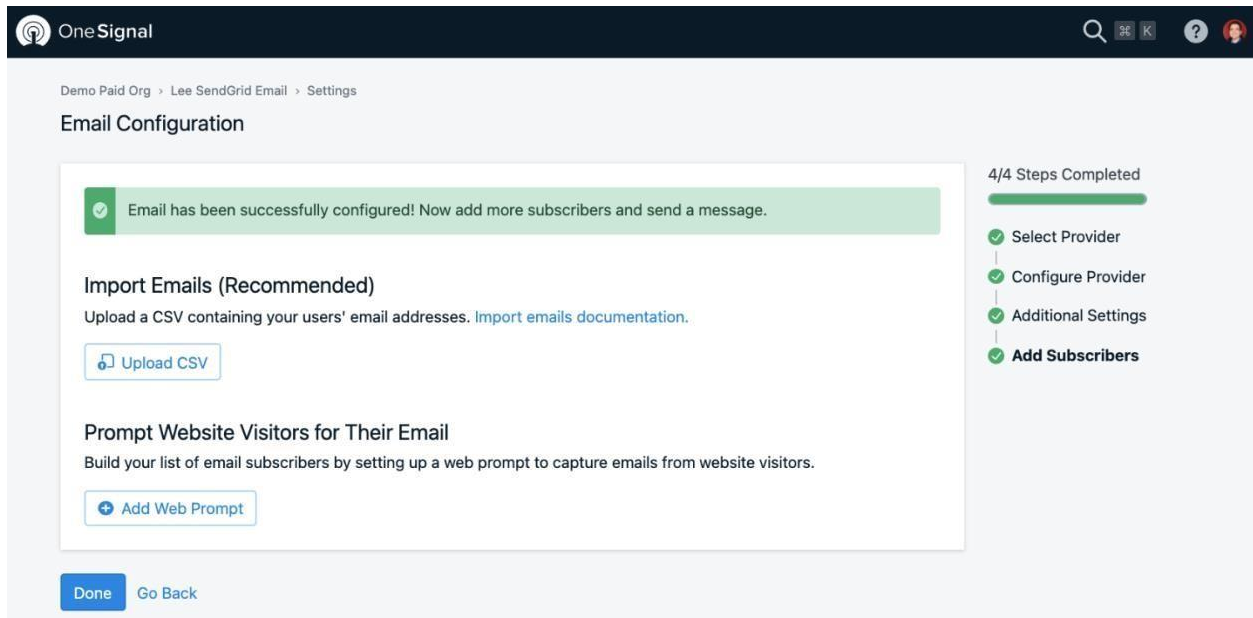 OneSignal
⌘ K
?
Demo Paid Org › Lee SendGrid Email › Settings
Email Configuration
Email has been successfully configured! Now add more subscribers and send a message.
Import Emails (Recommended)
Upload a CSV containing your users' email addresses. Import emails documentation.
Upload CSV
Prompt Website Visitors for Their Email
Build your list of email subscribers by setting up a web prompt to capture emails from website visitors.
Add Web Prompt
Done Go Back
4/4 Steps Completed
Select Provider
Configure Provider
Additional Settings
Add Subscribers